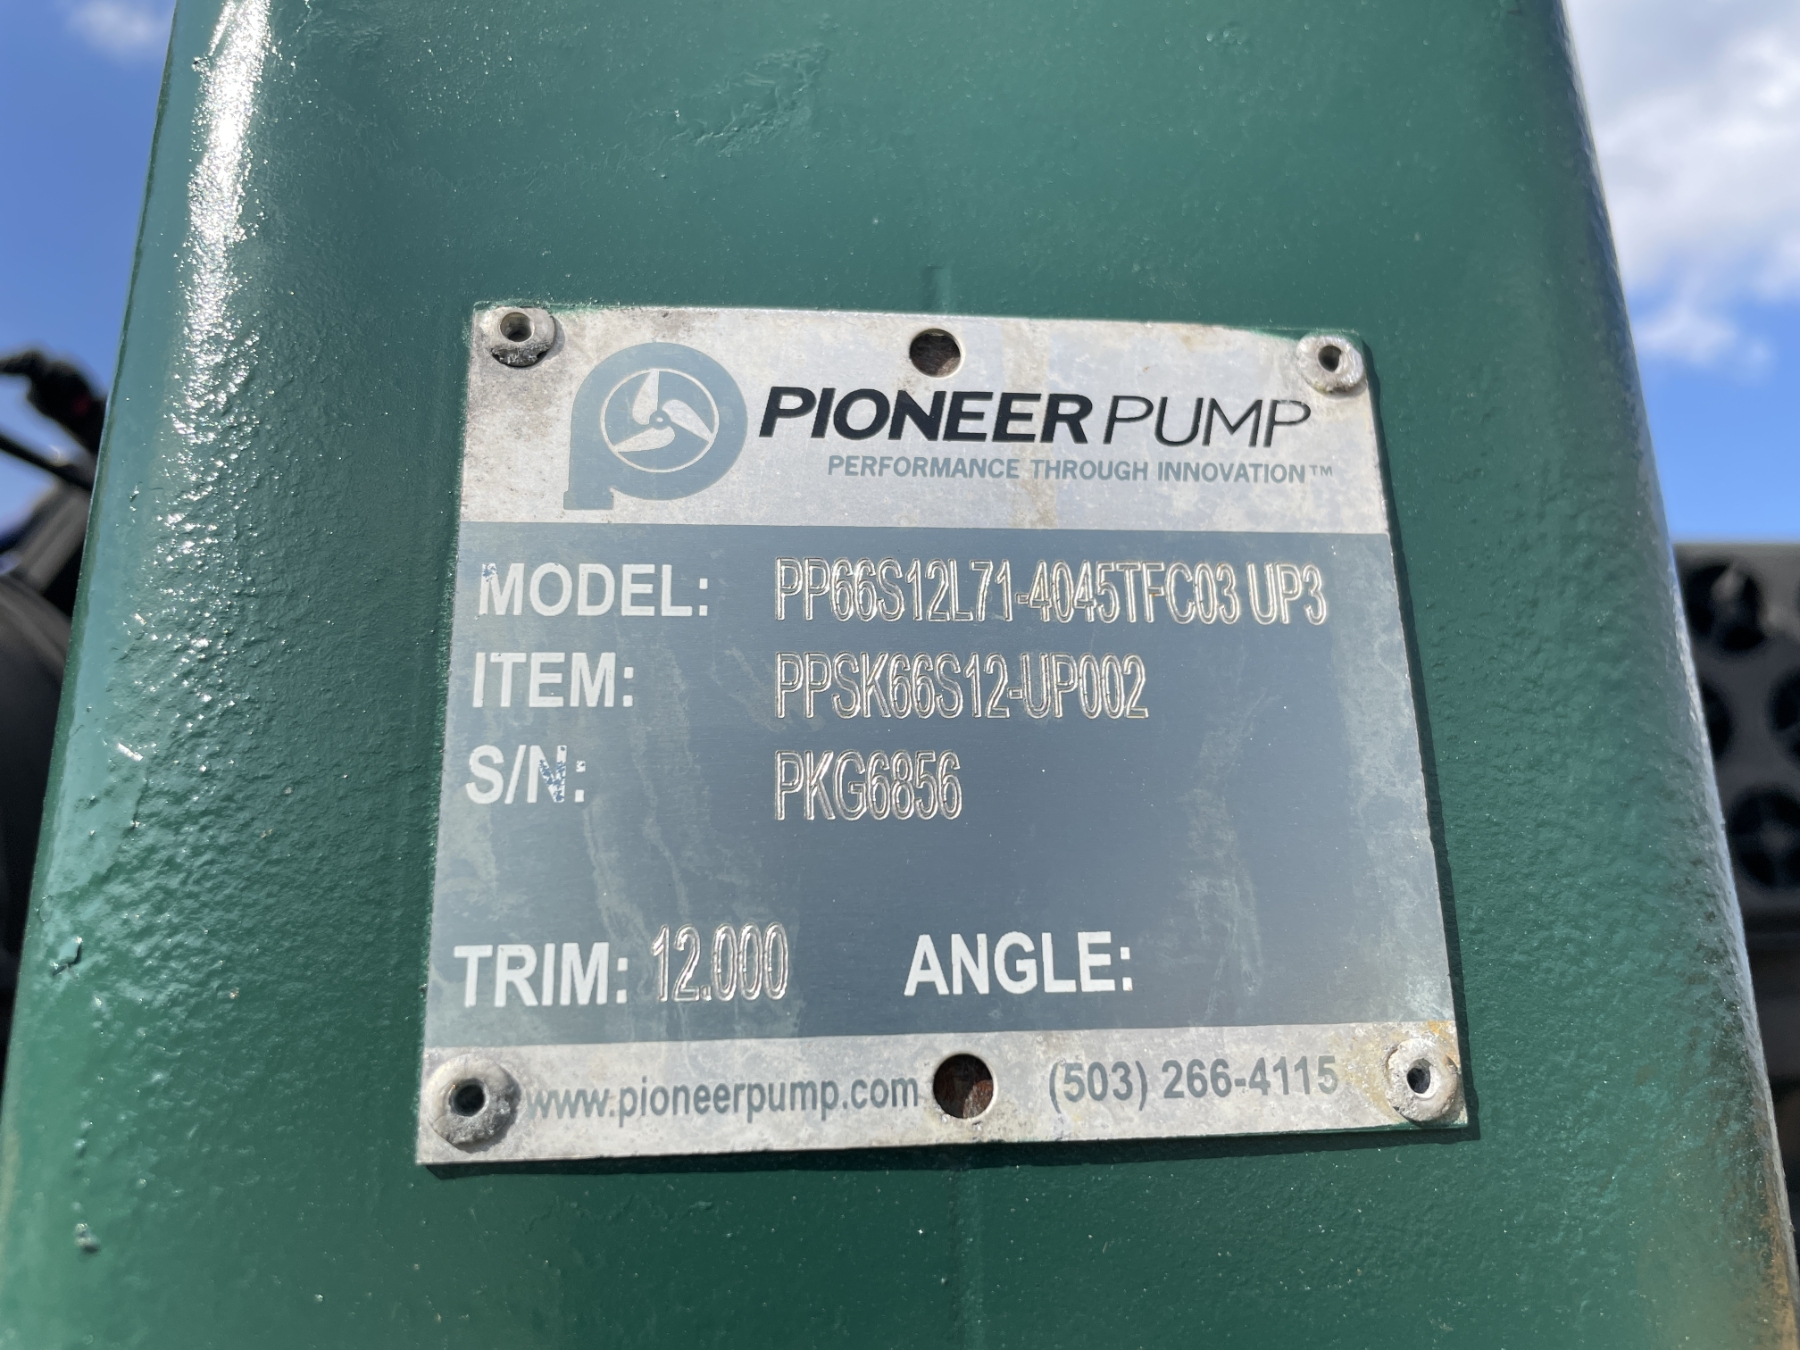 PIONEER PUMP
PERFORMANCE THROUGH INNOVATION™
MODEL: PP66S12L71-4045TFC03 UP3
ITEM: PPSK66S12-UP002
S/N: PKG6856
TRIM: 12.000 ANGLE:
www.pioneerpump.com (503) 266-4115